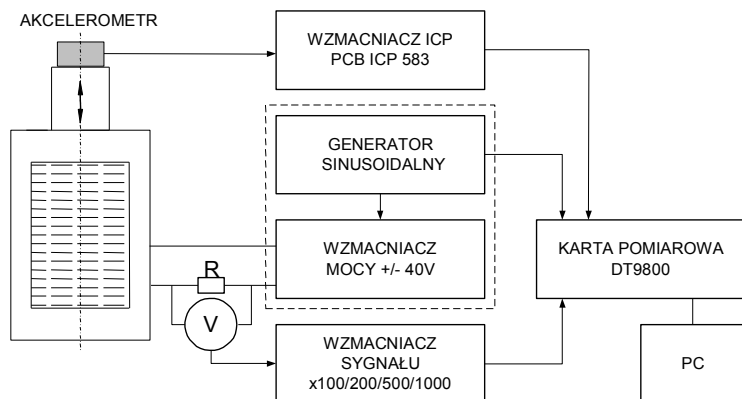 AKCELEROMETR
WZMACNIACZ ICP
PCB ICP 583
GENERATOR
SINUSOIDALNY
WZMACNIACZ
MOCY +/- 40V
KARTA POMIAROWA
DT9800
R
V
WZMACNIACZ
SYGNAŁU
x100/200/500/1000
PC